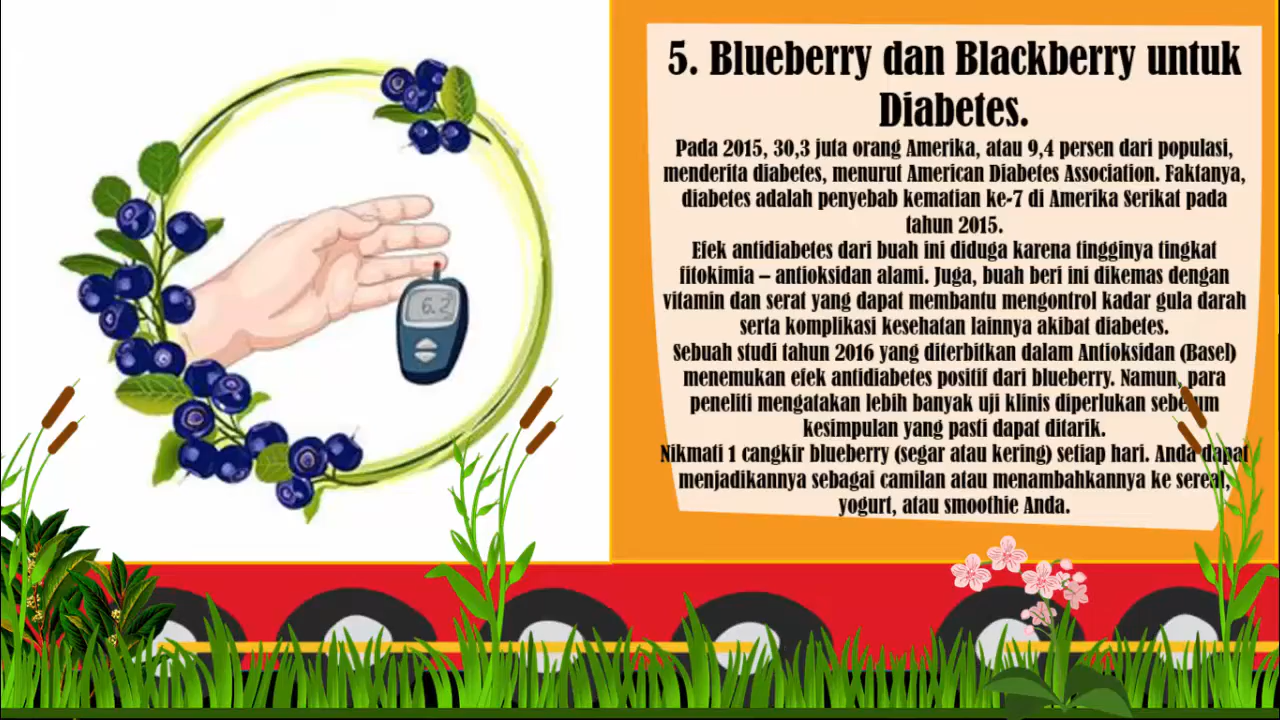 5. Blueberry dan Blackberry untuk
Diabetes.
Pada 2015, 30,3 juta orang Amerika, atau 9,4 persen dari populasi,
menderita diabetes, menurut American Diabetes Association. Faktanya,
diabetes adalah penyebab kematian ke-7 di Amerika Serikat pada
tahun 2015.
Efek antidiabetes dari buah ini diduga karena tingginya tingkat
fitokimia – antioksidan alami. Juga, buah beri ini dikemas dengan
vitamin dan serat yang dapat membantu mengontrol kadar gula darah
serta komplikasi kesehatan lainnya akibat diabetes.
Sebuah studi tahun 2016 yang diterbitkan dalam Antioksidan (Basel)
menemukan efek antidiabetes positif dari blueberry. Namun, para
peneliti mengatakan lebih banyak uji klinis diperlukan sebelum
kesimpulan yang pasti dapat ditarik.
Nikmati 1 cangkir blueberry (segar atau kering) setiap hari. Anda dapat
menjadikannya sebagai camilan atau menambahkannya ke sereal,
yogurt, atau smoothie Anda.
6.2